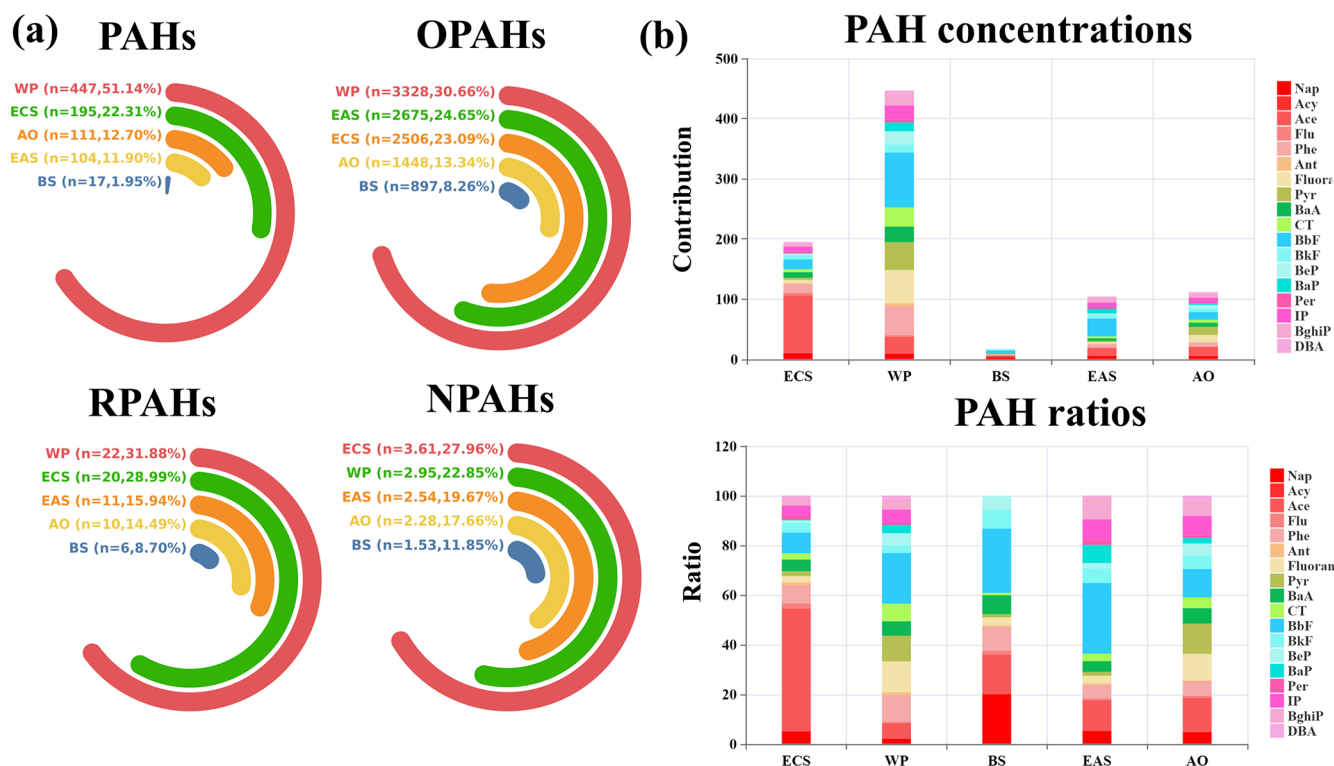 (a)
PAHs
WP (n=447,51.14%)
ECS (n=195,22.31%)
AO (n=111,12.70%)
EAS (n=104,11.90%)
BS (n=17,1.95%)
OPAHs
WP (n=3328,30.66%)
EAS (n=2675,24.65%)
ECS (n=2506,23.09%)
AO (n=1448,13.34%)
BS (n=897,8.26%)
RPAHs
WP (n=22,31.88%)
ECS (n=20,28.99%)
EAS (n=11,15.94%)
AO (n=10,14.49%)
BS (n=6,8.70%)
NPAHs
ECS (n=3.61,27.96%)
WP (n=2.95,22.85%)
EAS (n=2.54,19.67%)
AO (n=2.28,17.66%)
BS (n=1.53,11.85%)
(b)
PAH concentrations
Contribution
500
400
300
200
100
0
ECS WP BS EAS AO
Nap
Acy
Ace
Flu
Phe
Ant
Fluora
Pyr
BaA
CT
BbF
BkF
BeP
BaP
Per
IP
BghiP
DBA
PAH ratios
Ratio
120
100
80
60
40
20
0
ECS WP BS EAS AO
Nap
Acy
Ace
Flu
Phe
Ant
Fluoran
Pyr
BaA
CT
BbF
BkF
BeP
BaP
Per
IP
BghiP
DBA